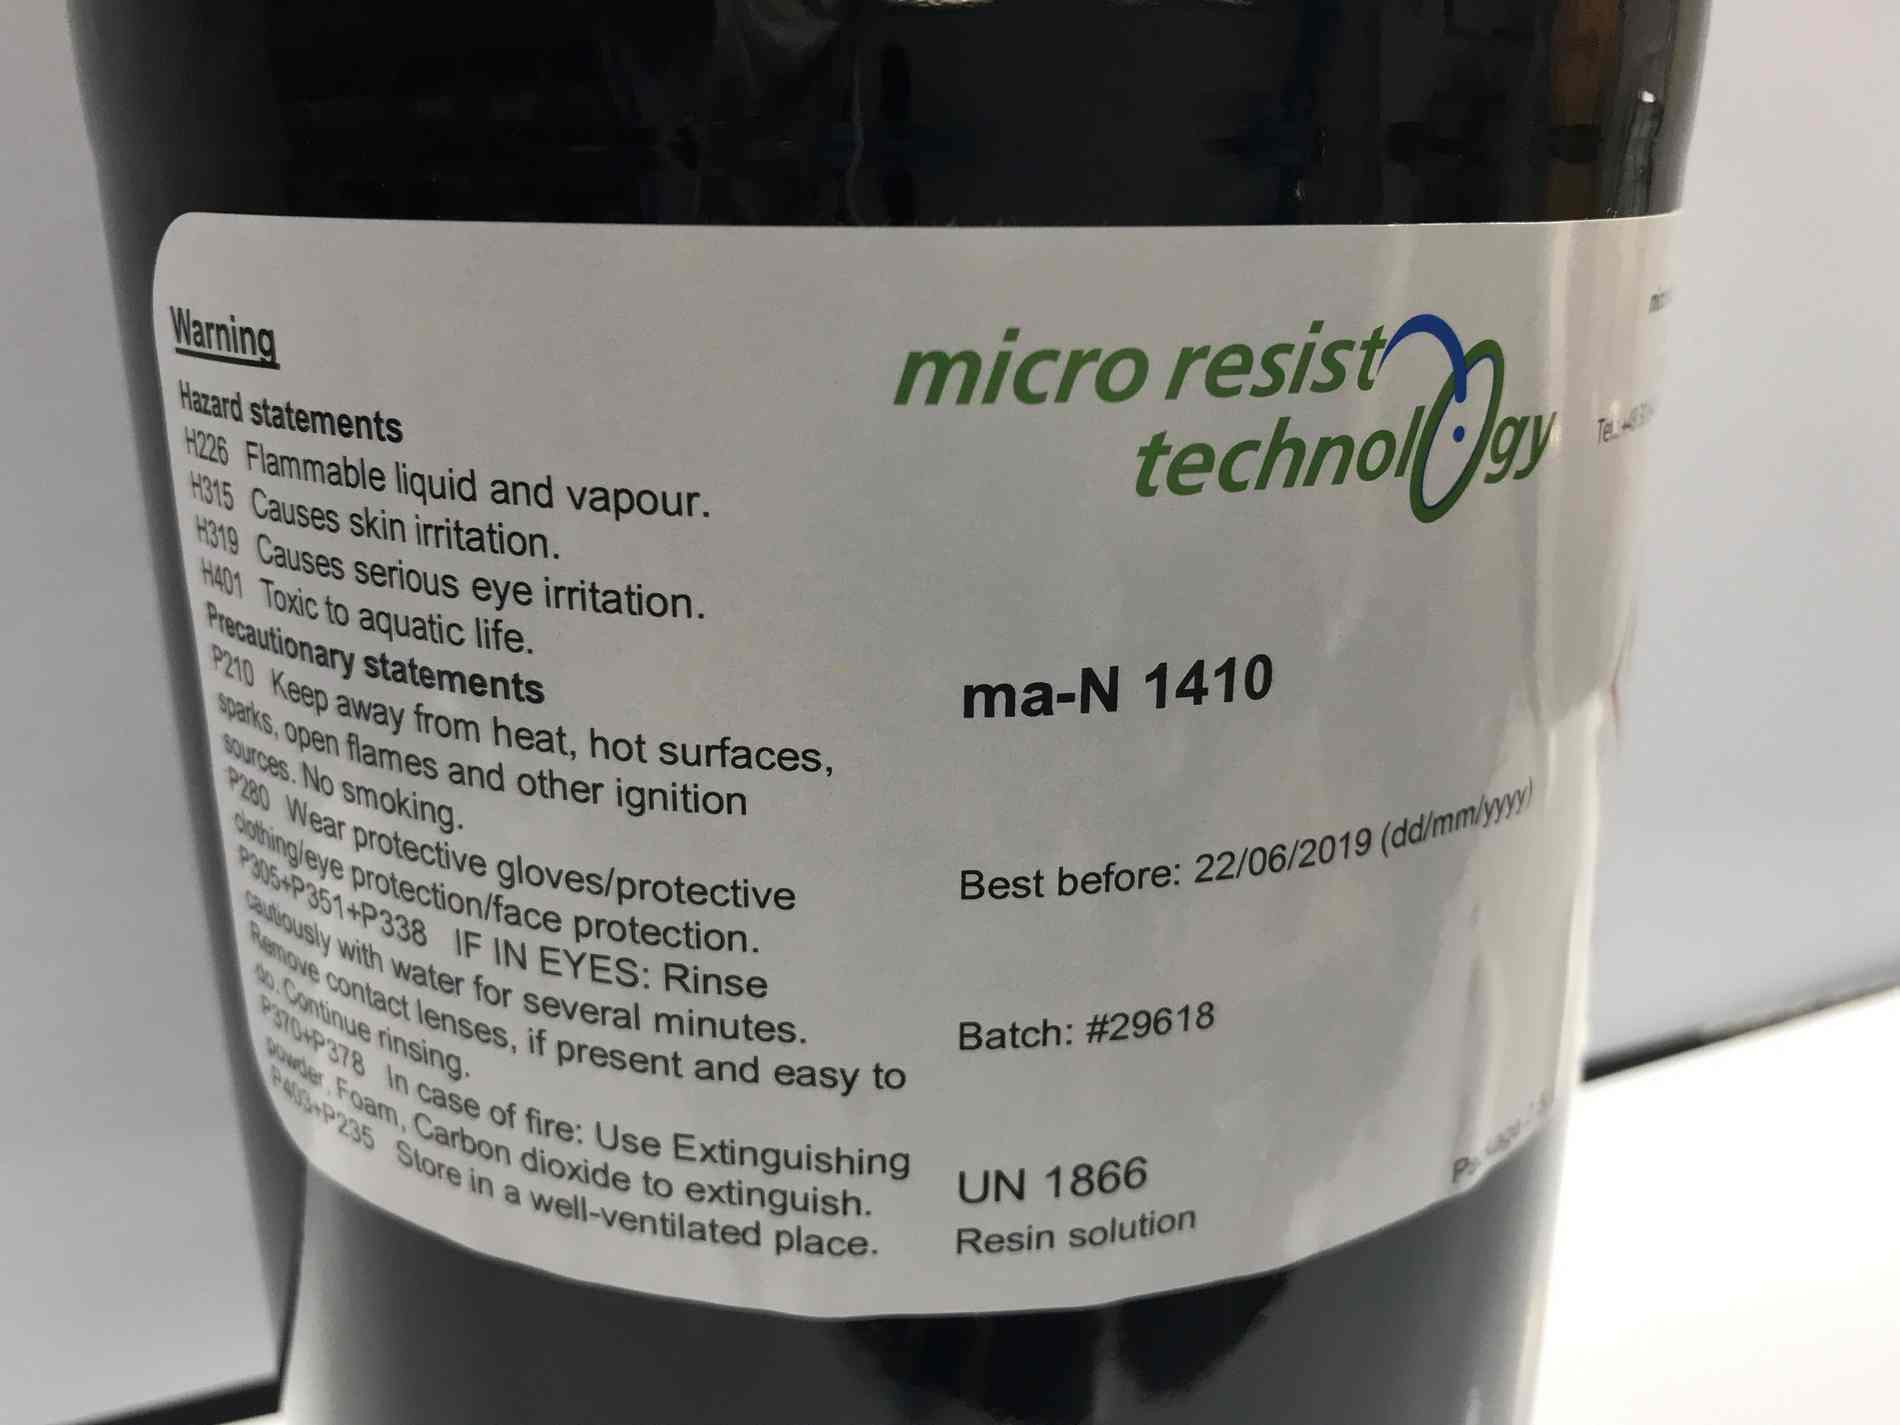 Warning
Hazard statements
H226 Flammable liquid and vapour.
H315 Causes skin irritation.
H319 Causes serious eye irritation.
H401 Toxic to aquatic life.
Precautionary statements
P210 Keep away from heat, hot surfaces,
sparks, open flames and other ignition
sources. No smoking.
P280 Wear protective gloves/protective
clothing/eye protection/face protection.
P305+P351+P338 IF IN EYES: Rinse
cautiously with water for several minutes.
Remove contact lenses, if present and easy to
do. Continue rinsing.
P370+P378 In case of fire: Use Extinguishing
powder, Foam, Carbon dioxide to extinguish.
P403+P235 Store in a well-ventilated place.
micro resist
technology
ma-N 1410
Best before: 22/06/2019 (dd/mm/yyyy)
Batch: #29618
UN 1866
Resin solution